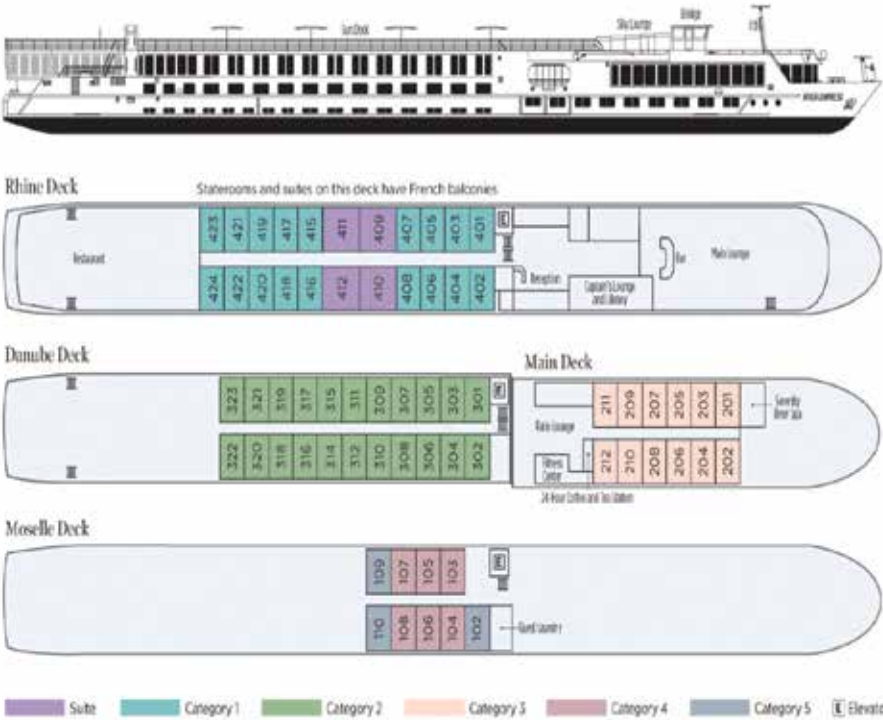 Sun Deck
Sky Lounge
Bridge
RIVER EMPRESS
Rhine Deck
Staterooms and suites on this deck have French balconies
423 421 419 417 415 411 409 407 405 403 401
E
Restaurant
Reception
Bar
Main Lounge
Captain's Lounge
and Library
424 422 420 418 416 412 410 408 406 404 402
Danube Deck
323 321 319 317 315 311 309 307 305 303 301
E
322 320 318 316 314 312 310 308 306 304 302
Main Deck
211 209 207 205 203 201
Serenity
River Spa
Lounge
Fitness
Center
212 210 208 206 204 202
24-Hour Coffee and Tea Station
Moselle Deck
109 107 105 103
E
110 108 106 104 102
Guest Laundry
Suite
Category 1
Category 2
Category 3
Category 4
Category 5
E Elevato